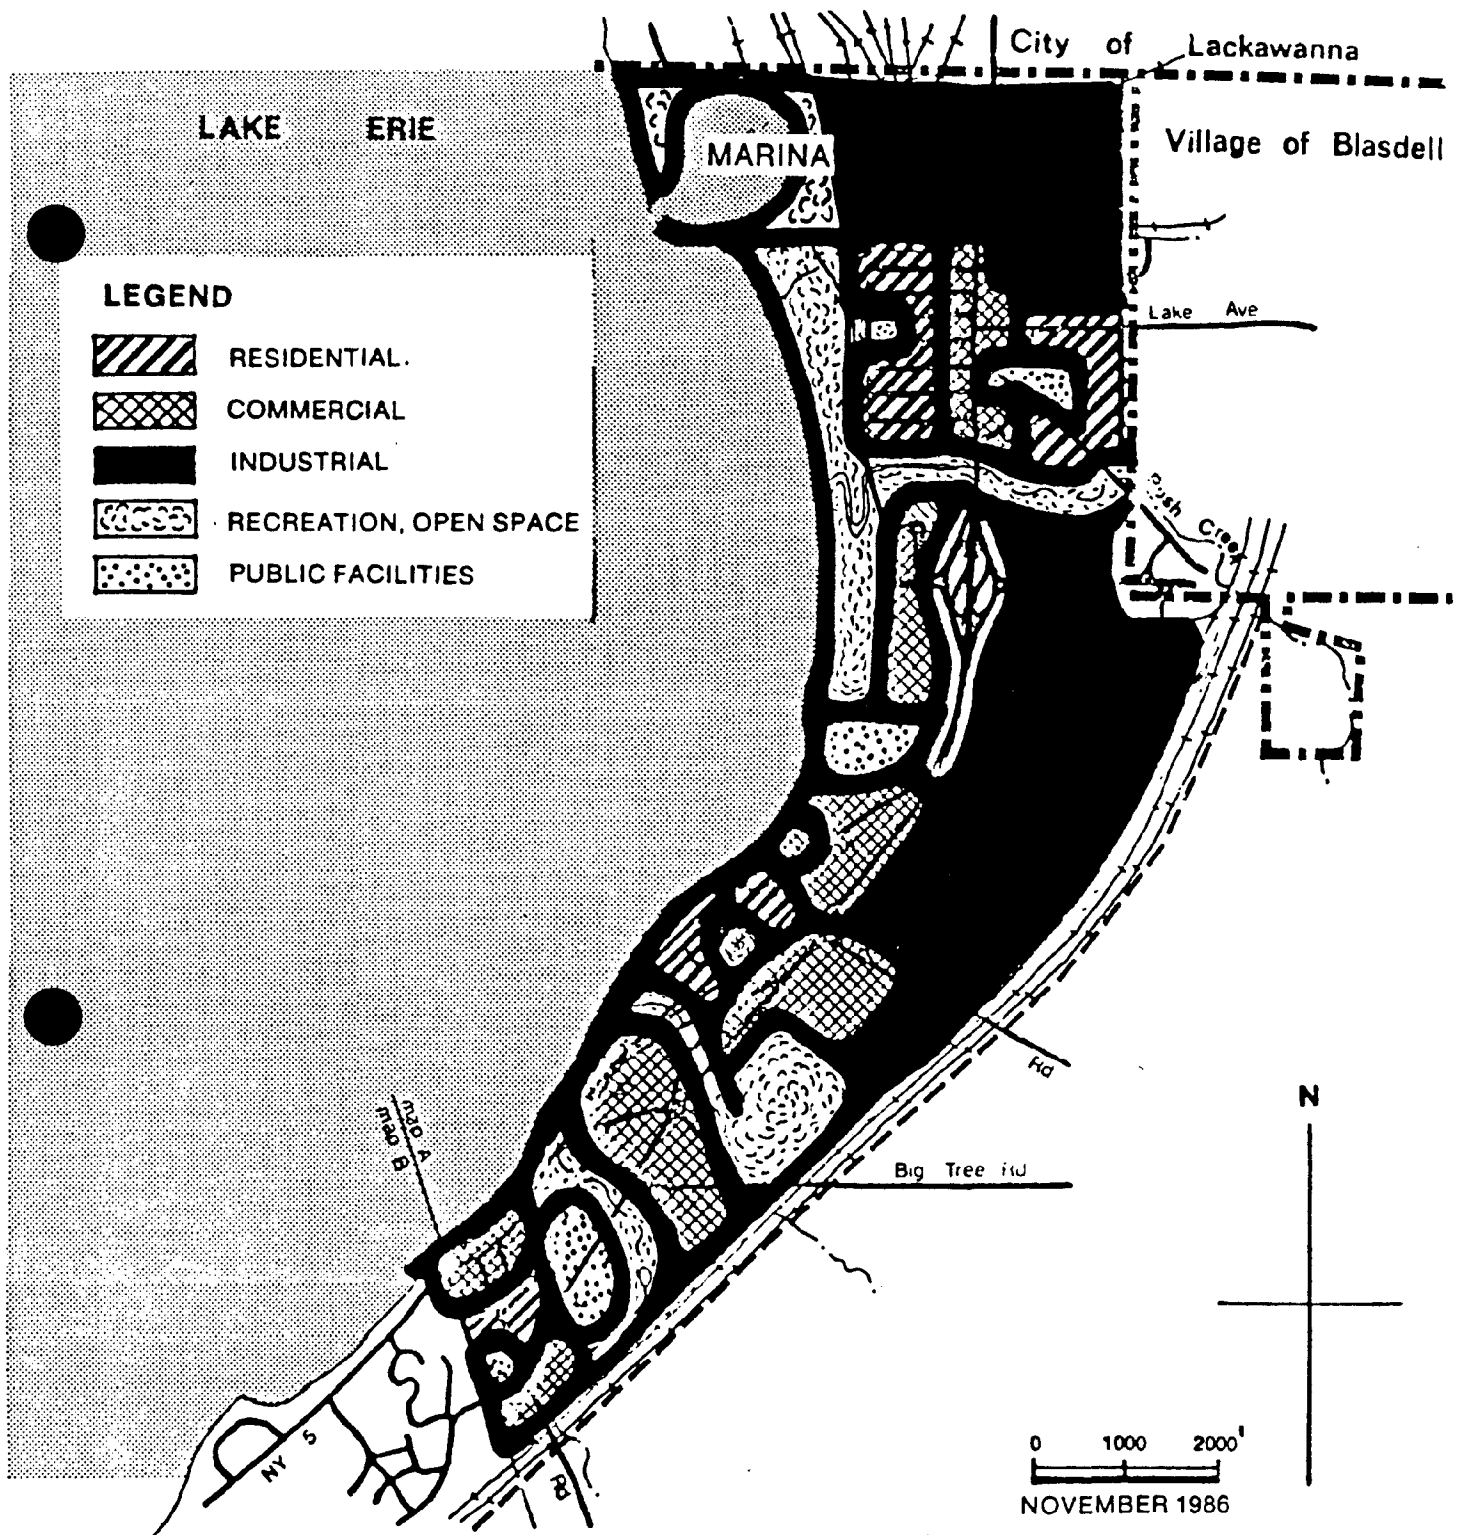 City of Lackawanna
LAKE ERIE
MARINA
Village of Blasdell
LEGEND
RESIDENTIAL
COMMERCIAL
INDUSTRIAL
RECREATION, OPEN SPACE
PUBLIC FACILITIES
Lake Ave
Rush Creek
Rd
N
map A
map B
Big Tree Rd
NY 5
Rd
0 1000 2000'
NOVEMBER 1986